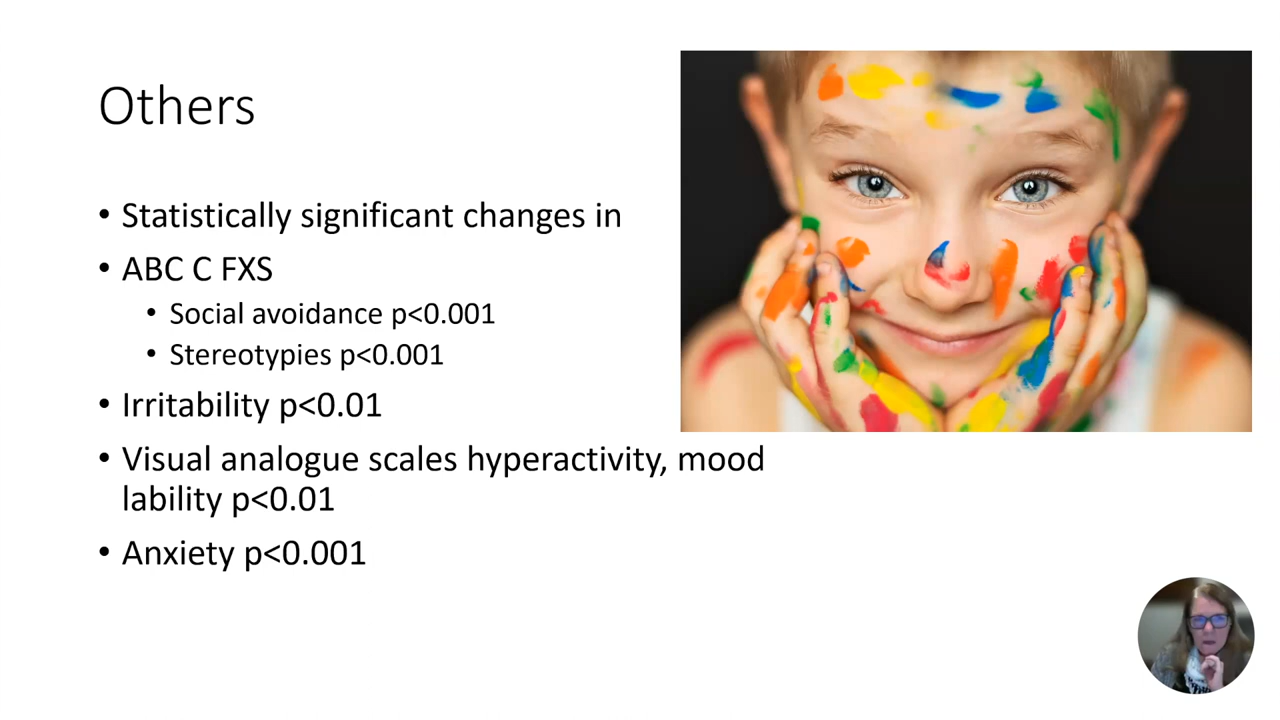 Others
• Statistically significant changes in
• ABC C FXS
• Social avoidance p<0.001
• Stereotypies p<0.001
• Irritability p<0.01
• Visual analogue scales hyperactivity, mood
lability p<0.01
• Anxiety p<0.001